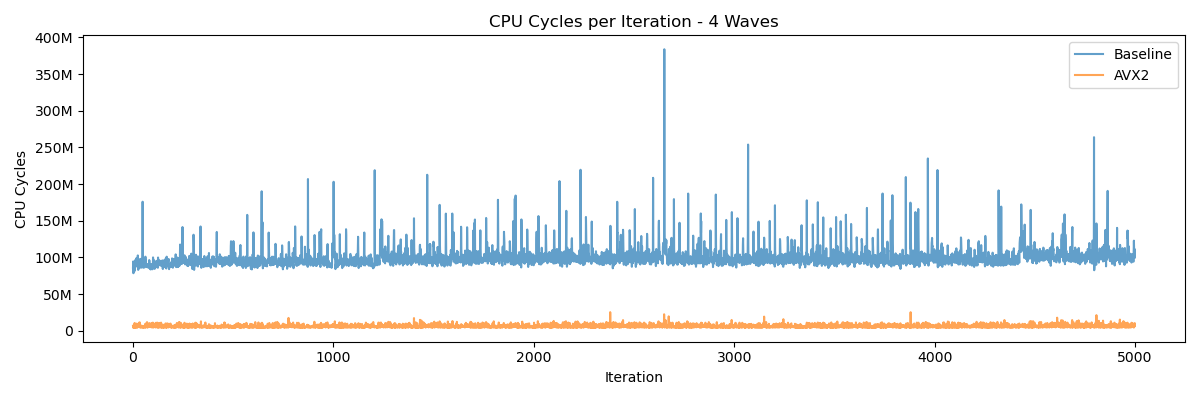 CPU Cycles per Iteration - 4 Waves
400M
350M
300M
250M
200M
150M
100M
50M
0
CPU Cycles
Baseline
AVX2
0 1000 2000 3000 4000 5000
Iteration